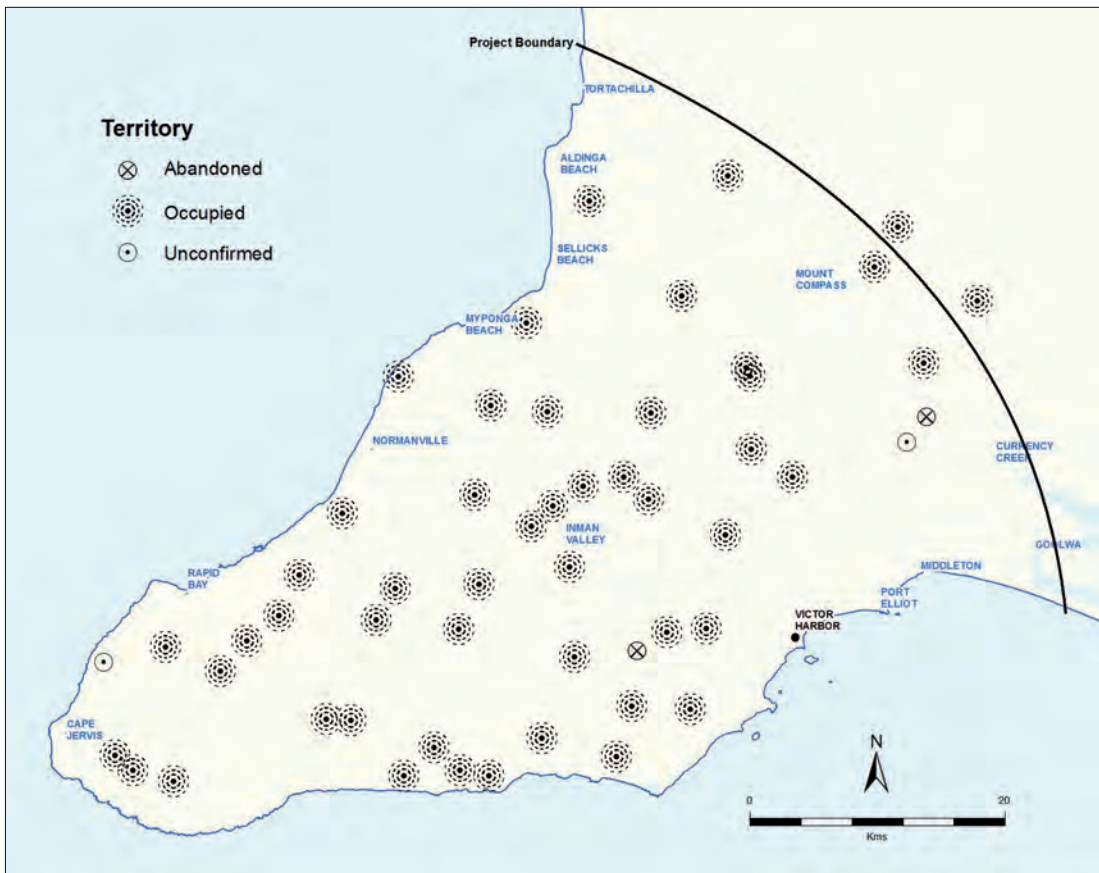 Project Boundary
TORTACHILLA
Territory
Abandoned
Occupied
Unconfirmed
ALDINGA
BEACH
SELLICKS
BEACH
MOUNT
COMPASS
MYPONGA
BEACH
NORMANVILLE
CURRENCY
CREEK
INMAN
VALLEY
GOOLWA
RAPID
BAY
MIDDLETON
PORT
ELLIOT
VICTOR
HARBOR
CAPE
JERVIS
N
0 20
Kms